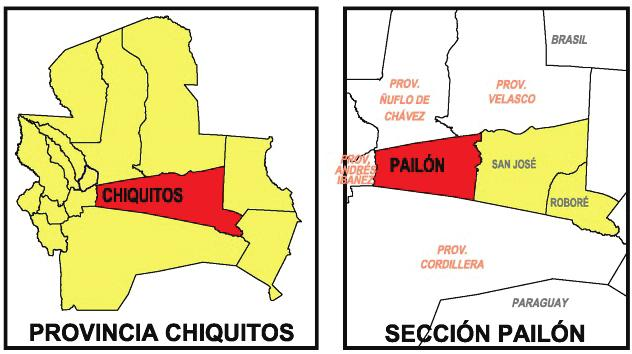 CHIQUITOS
PROVINCIA CHIQUITOS
BRASIL
PROV.
ÑUFLO DE
CHÁVEZ
PROV.
VELASCO
PROV.
ANDRÉS
IBAÑEZ
PAILÓN
SAN JOSÉ
ROBORÉ
PROV.
CORDILLERA
PARAGUAY
SECCIÓN PAILÓN